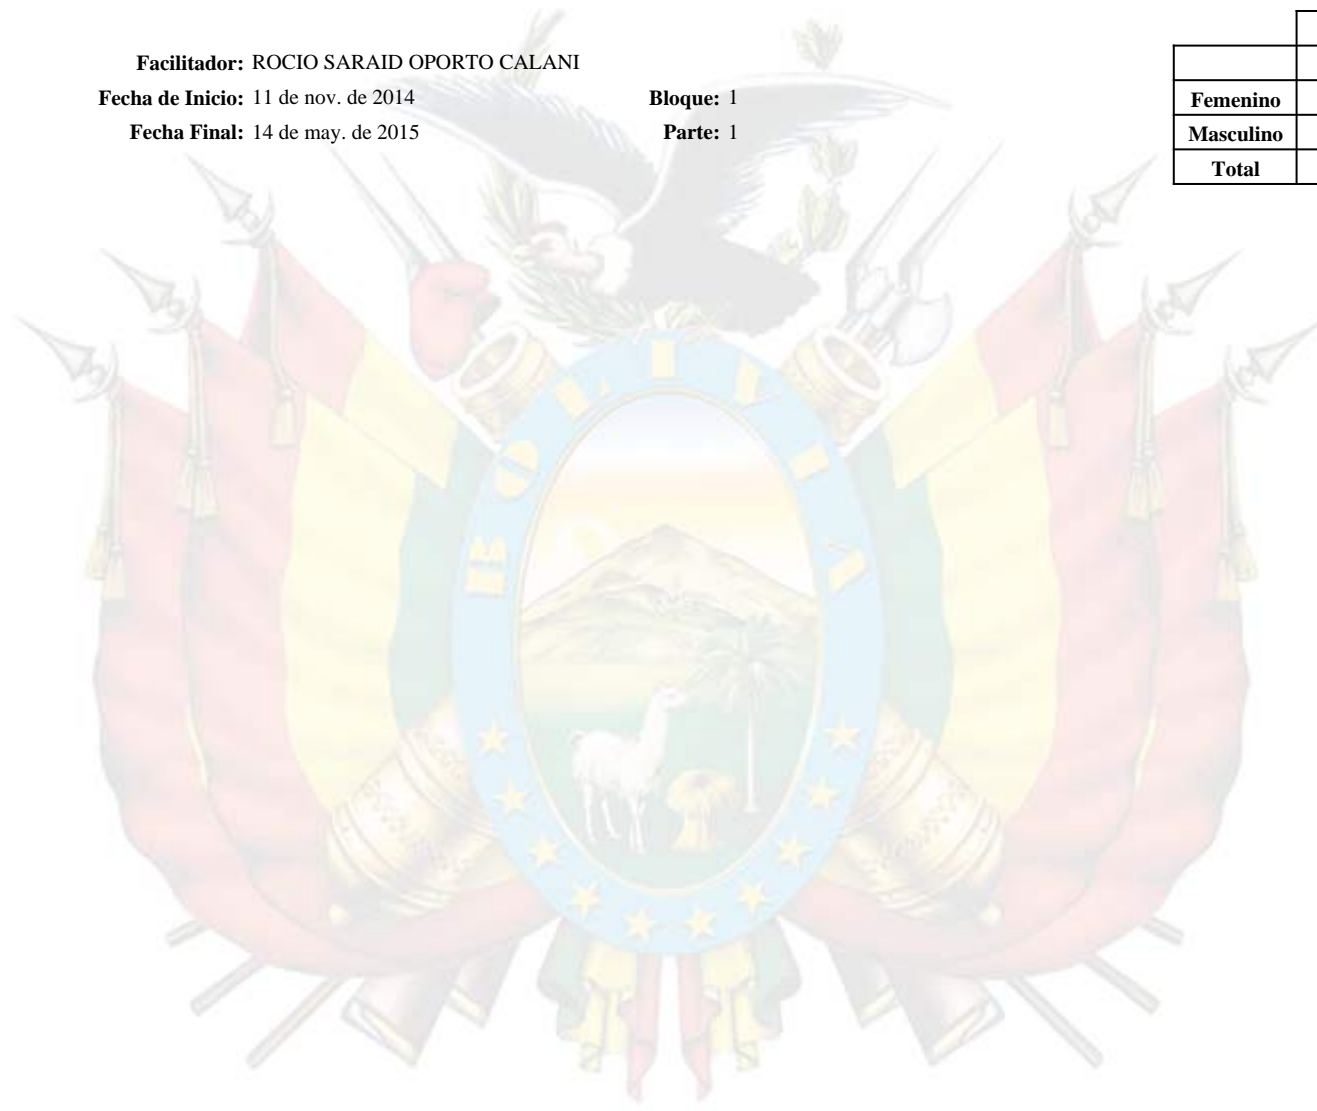 Facilitador: ROCIO SARAID OPORTO CALANI
Fecha de Inicio: 11 de nov. de 2014 Bloque: 1
Fecha Final: 14 de may. de 2015 Parte: 1
Femenino
Masculino
Total
BOLIVIA